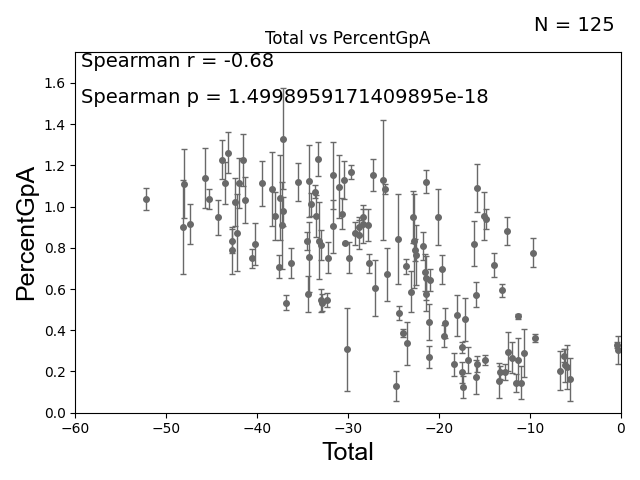 N = 125
Total vs PercentGpA
Spearman r = -0.68
Spearman p = 1.4998959171409895e-18
1.6
1.4
1.2
1.0
0.8
0.6
0.4
0.2
0.0
PercentGpA
−60 −50 −40 −30 −20 −10 0
Total